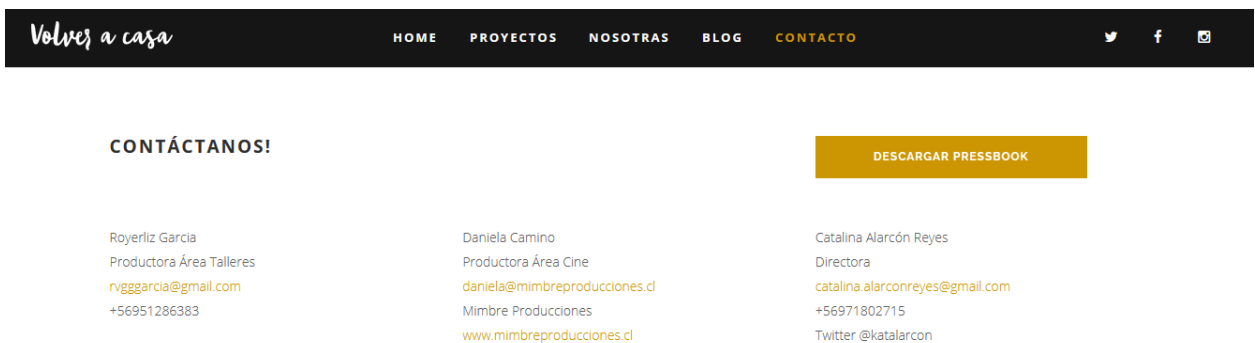 Volver a casa
HOME PROYECTOS NOSOTRAS BLOG CONTACTO
CONTÁCTANOS!
DESCARGAR PRESSBOOK
Royerliz Garcia
Productora Área Talleres
rvgggarcia@gmail.com
+56951286383
Daniela Camino
Productora Área Cine
daniela@mimbreproducciones.cl
Mimbre Producciones
www.mimbreproducciones.cl
Catalina Alarcón Reyes
Directora
catalina.alarconreyes@gmail.com
+56971802715
Twitter @katalarcon